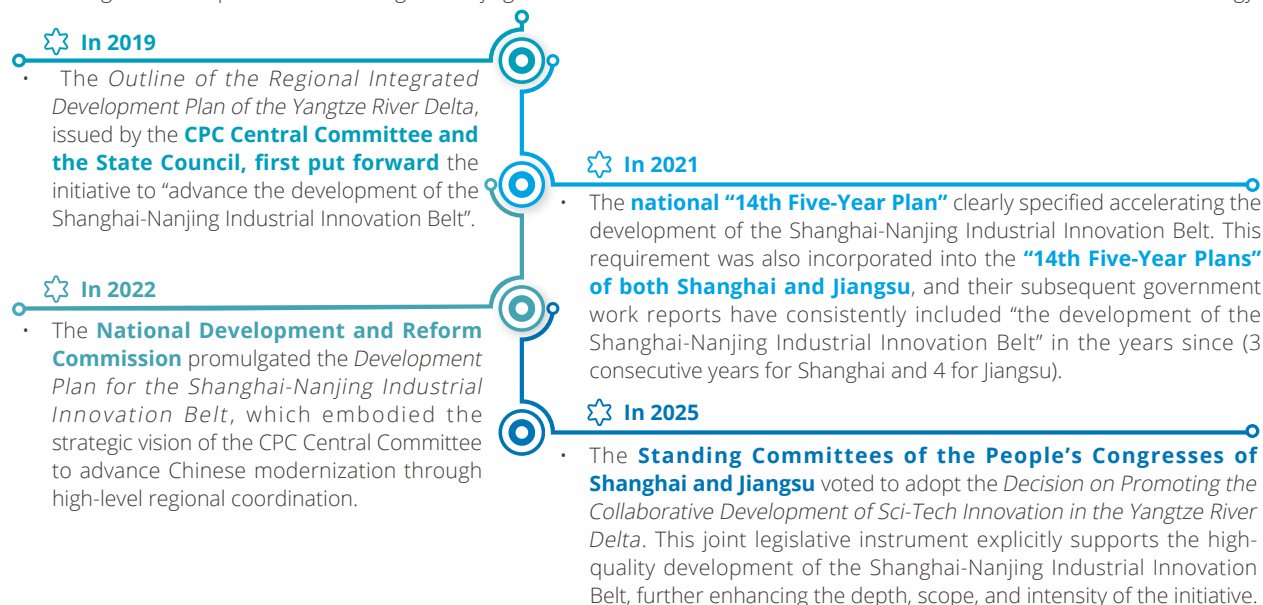 In 2019
• The Outline of the Regional Integrated
Development Plan of the Yangtze River Delta,
issued by the CPC Central Committee and
the State Council, first put forward the
initiative to “advance the development of the
Shanghai-Nanjing Industrial Innovation Belt”.
In 2021
• The national “14th Five-Year Plan” clearly specified accelerating the
development of the Shanghai-Nanjing Industrial Innovation Belt. This
requirement was also incorporated into the “14th Five-Year Plans”
of both Shanghai and Jiangsu, and their subsequent government
work reports have consistently included “the development of the
Shanghai-Nanjing Industrial Innovation Belt” in the years since (3
consecutive years for Shanghai and 4 for Jiangsu).
In 2022
• The National Development and Reform
Commission promulgated the Development
Plan for the Shanghai-Nanjing Industrial
Innovation Belt, which embodied the
strategic vision of the CPC Central Committee
to advance Chinese modernization through
high-level regional coordination.
In 2025
• The Standing Committees of the People’s Congresses of
Shanghai and Jiangsu voted to adopt the Decision on Promoting the
Collaborative Development of Sci-Tech Innovation in the Yangtze River
Delta. This joint legislative instrument explicitly supports the high-
quality development of the Shanghai-Nanjing Industrial Innovation
Belt, further enhancing the depth, scope, and intensity of the initiative.